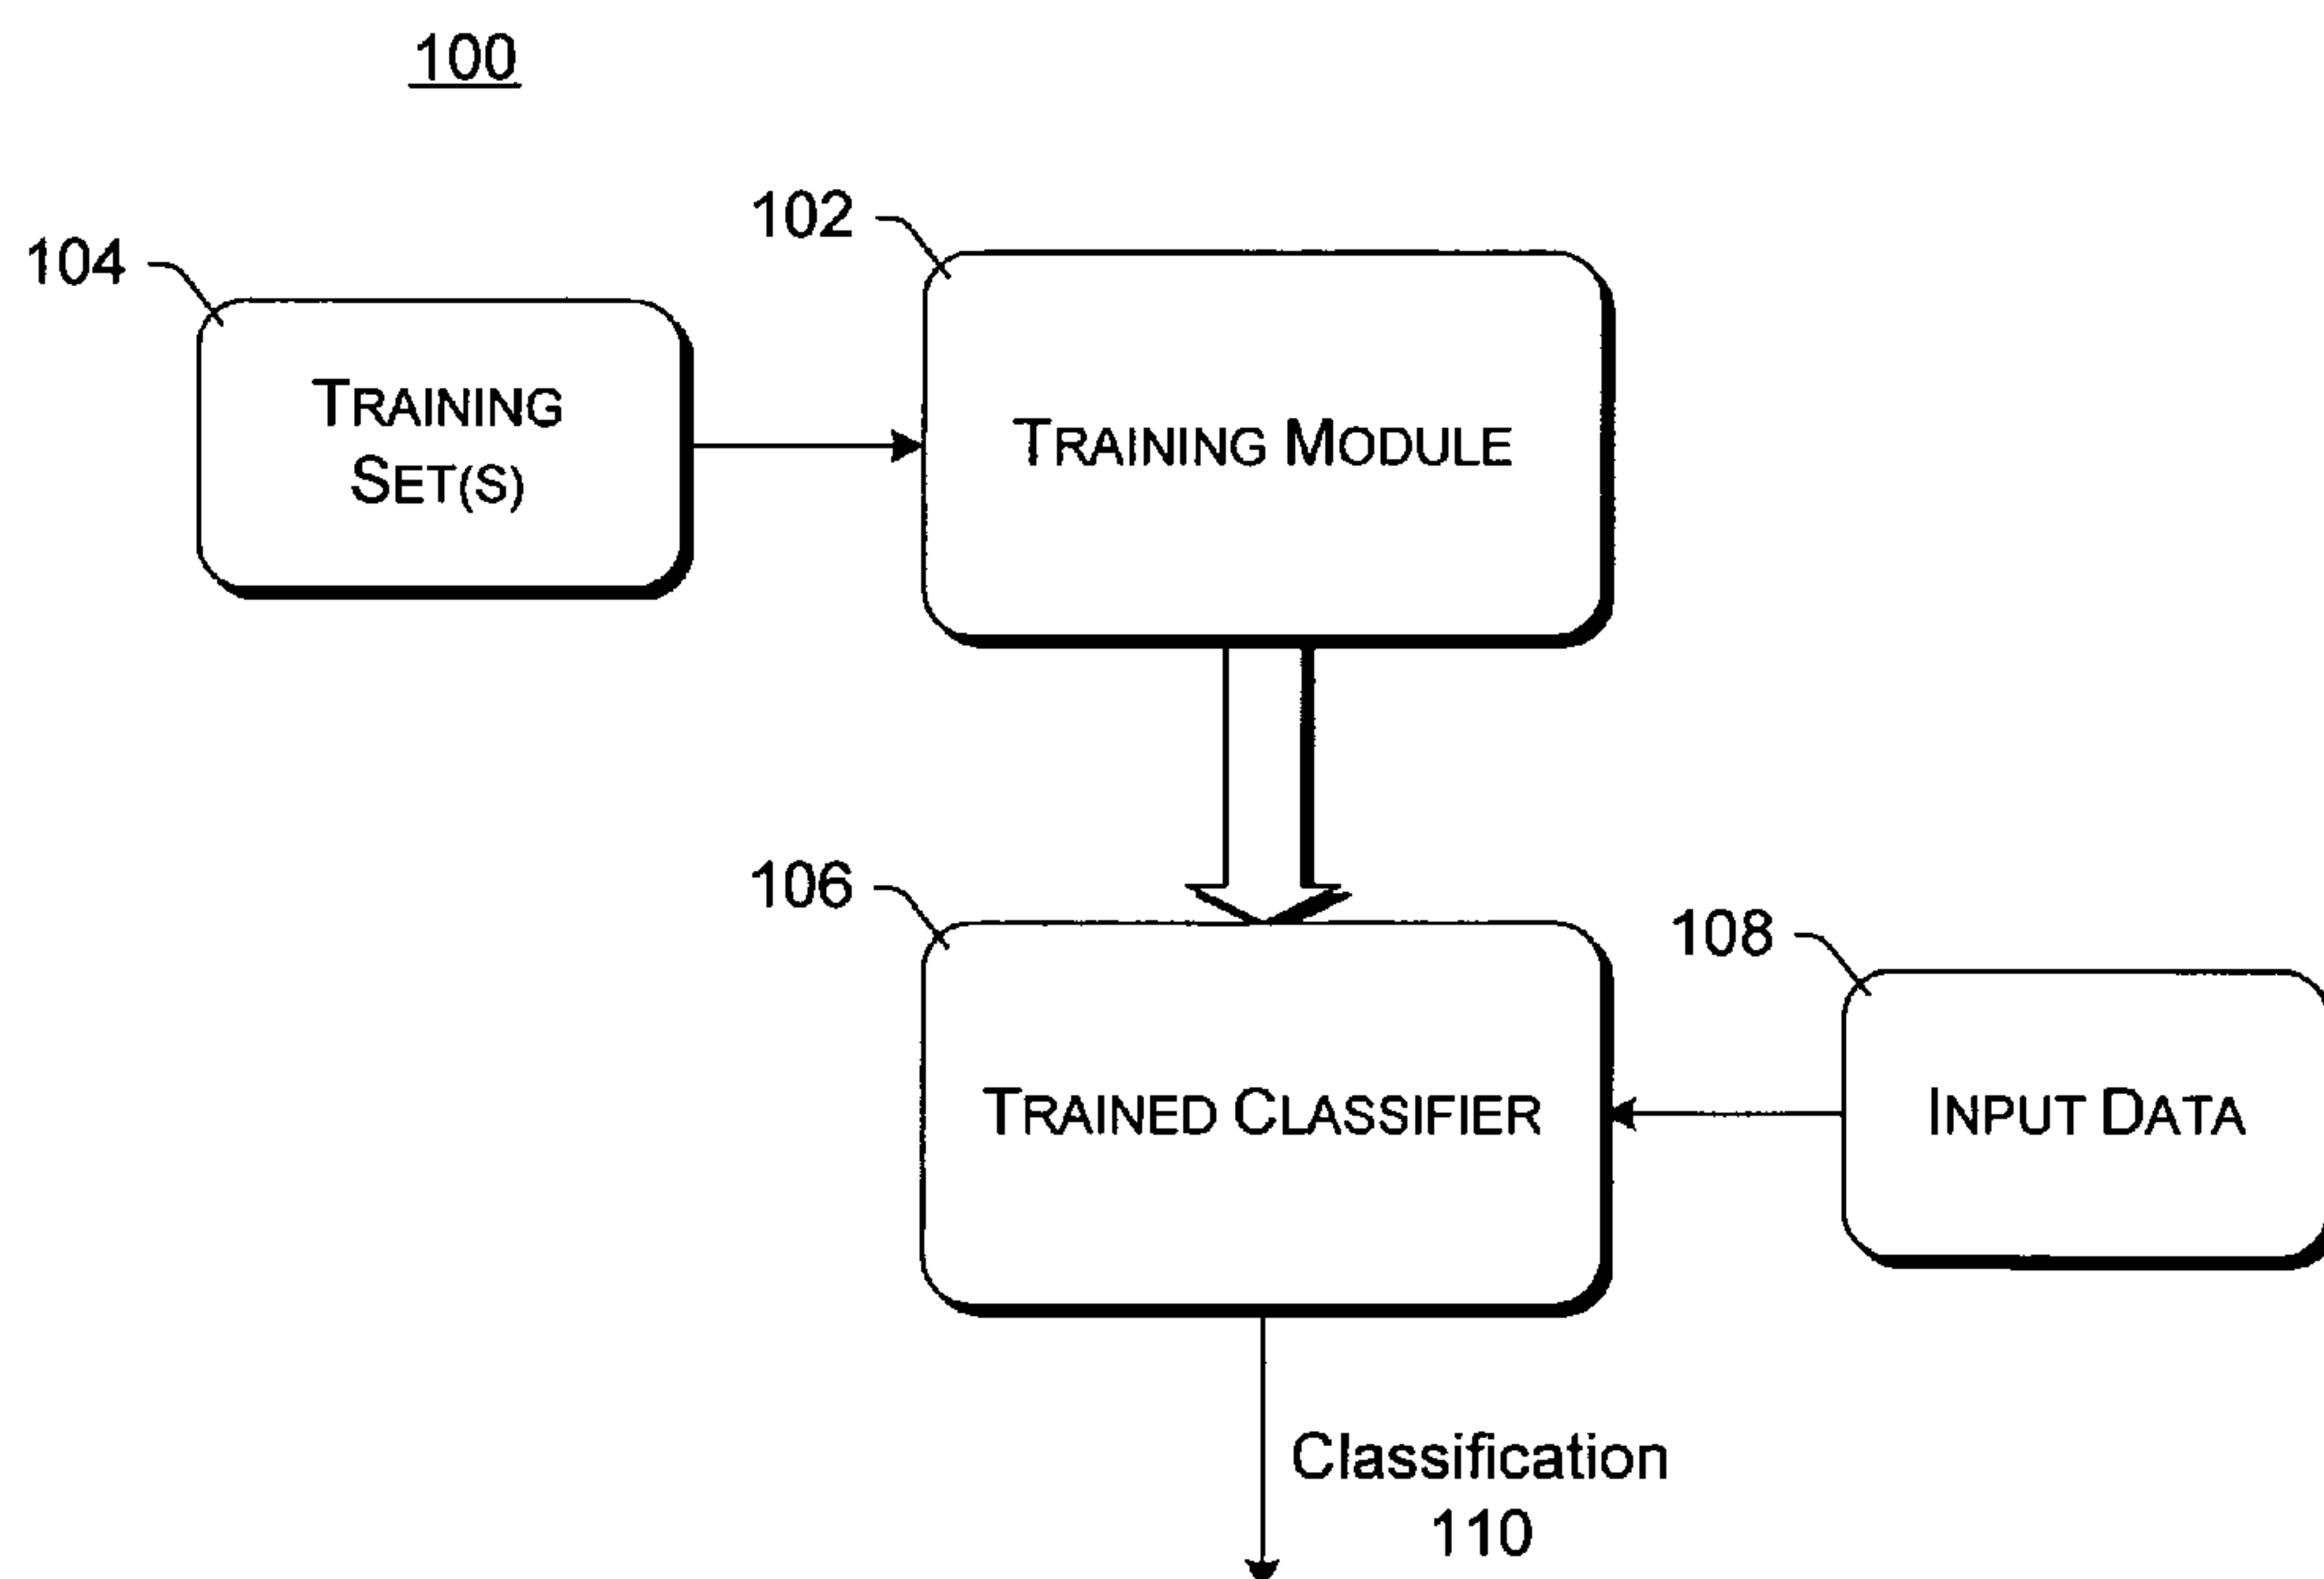 100
102
104
TRAINING
SET(S)
TRAINING MODULE
106
108
TRAINED CLASSIFIER
INPUT DATA
Classification
110